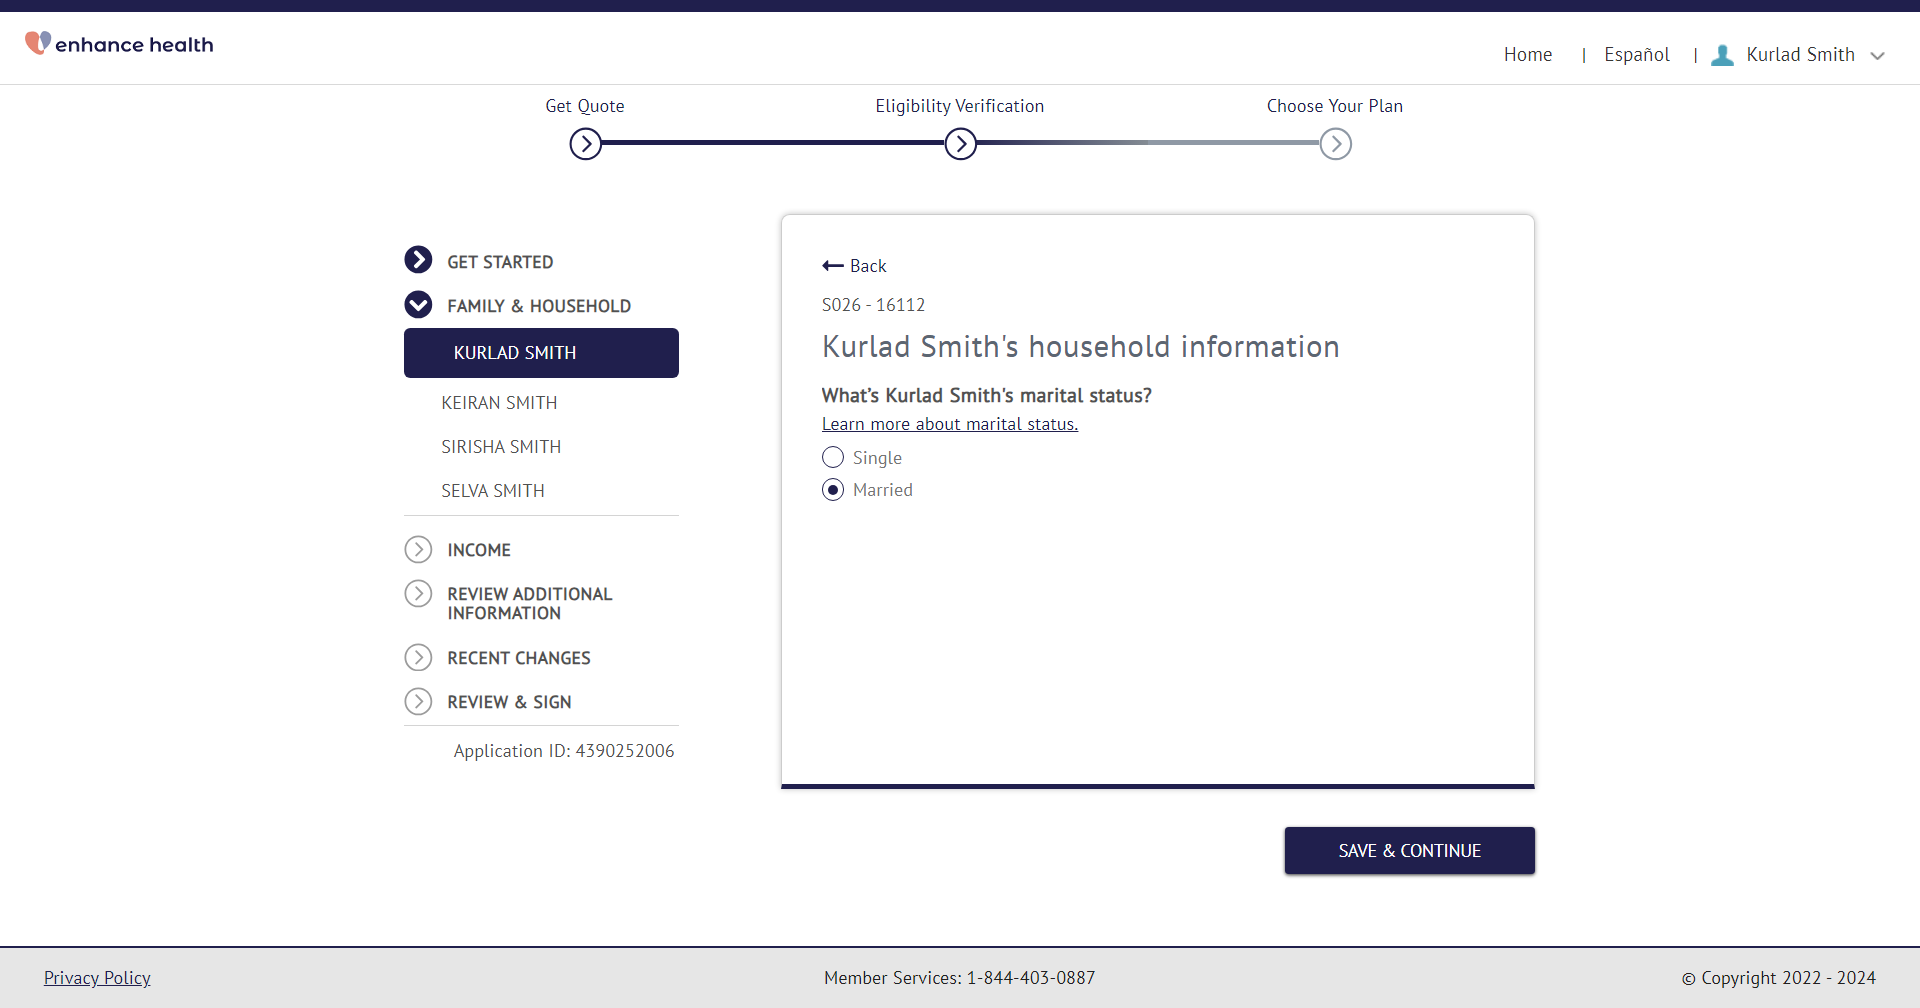 enhance health
Home | Español | Kurlad Smith
Get Quote
Eligibility Verification
Choose Your Plan
GET STARTED
FAMILY & HOUSEHOLD
KURLAD SMITH
KEIRAN SMITH
SIRISHA SMITH
SELVA SMITH
INCOME
REVIEW ADDITIONAL
INFORMATION
RECENT CHANGES
REVIEW & SIGN
Application ID: 4390252006
Back
S026 - 16112
Kurlad Smith's household information
What’s Kurlad Smith's marital status?
Learn more about marital status.
Single
Married
SAVE & CONTINUE
Privacy Policy
Member Services: 1-844-403-0887
© Copyright 2022 - 2024